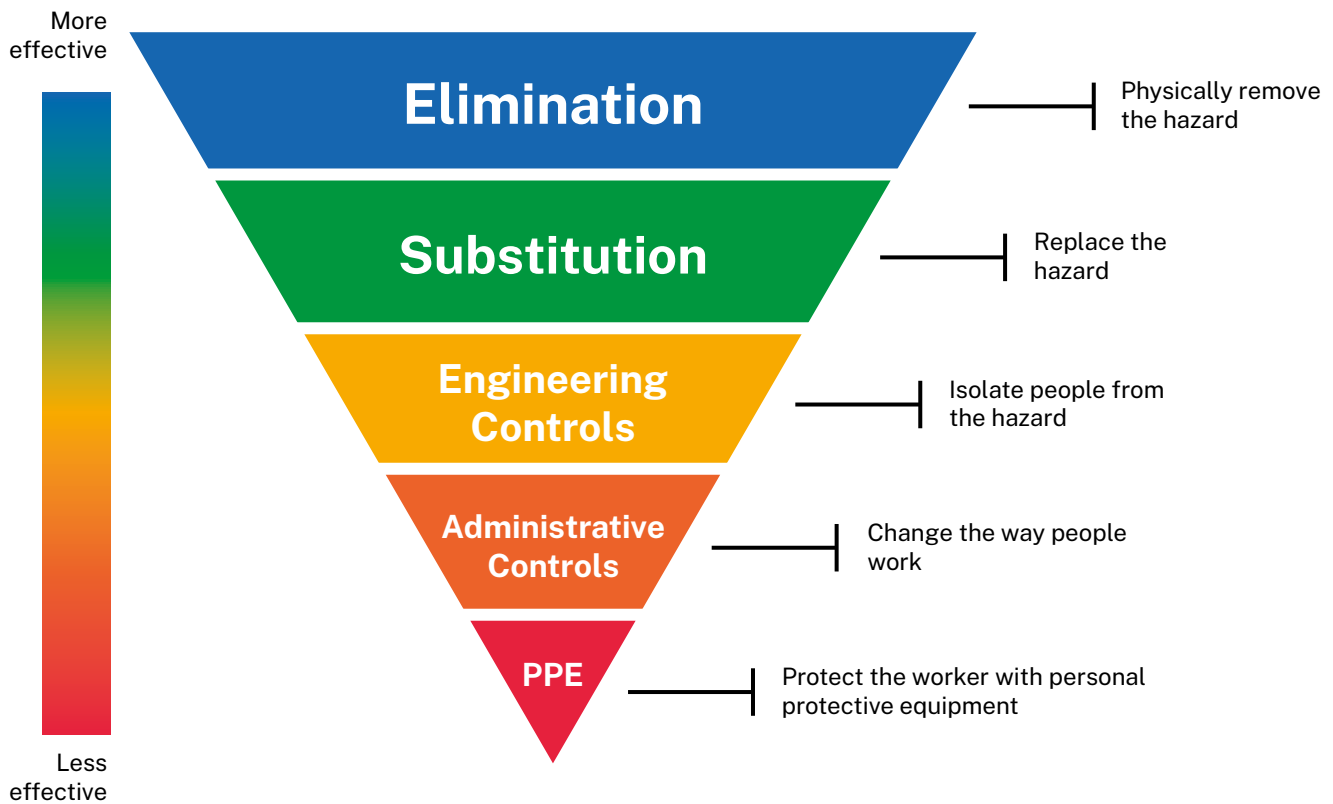 More
effective
Elimination
Physically remove
the hazard
Substitution
Replace the
hazard
Engineering
Controls
Isolate people from
the hazard
Administrative
Controls
Change the way people
work
PPE
Protect the worker with personal
protective equipment
Less
effective